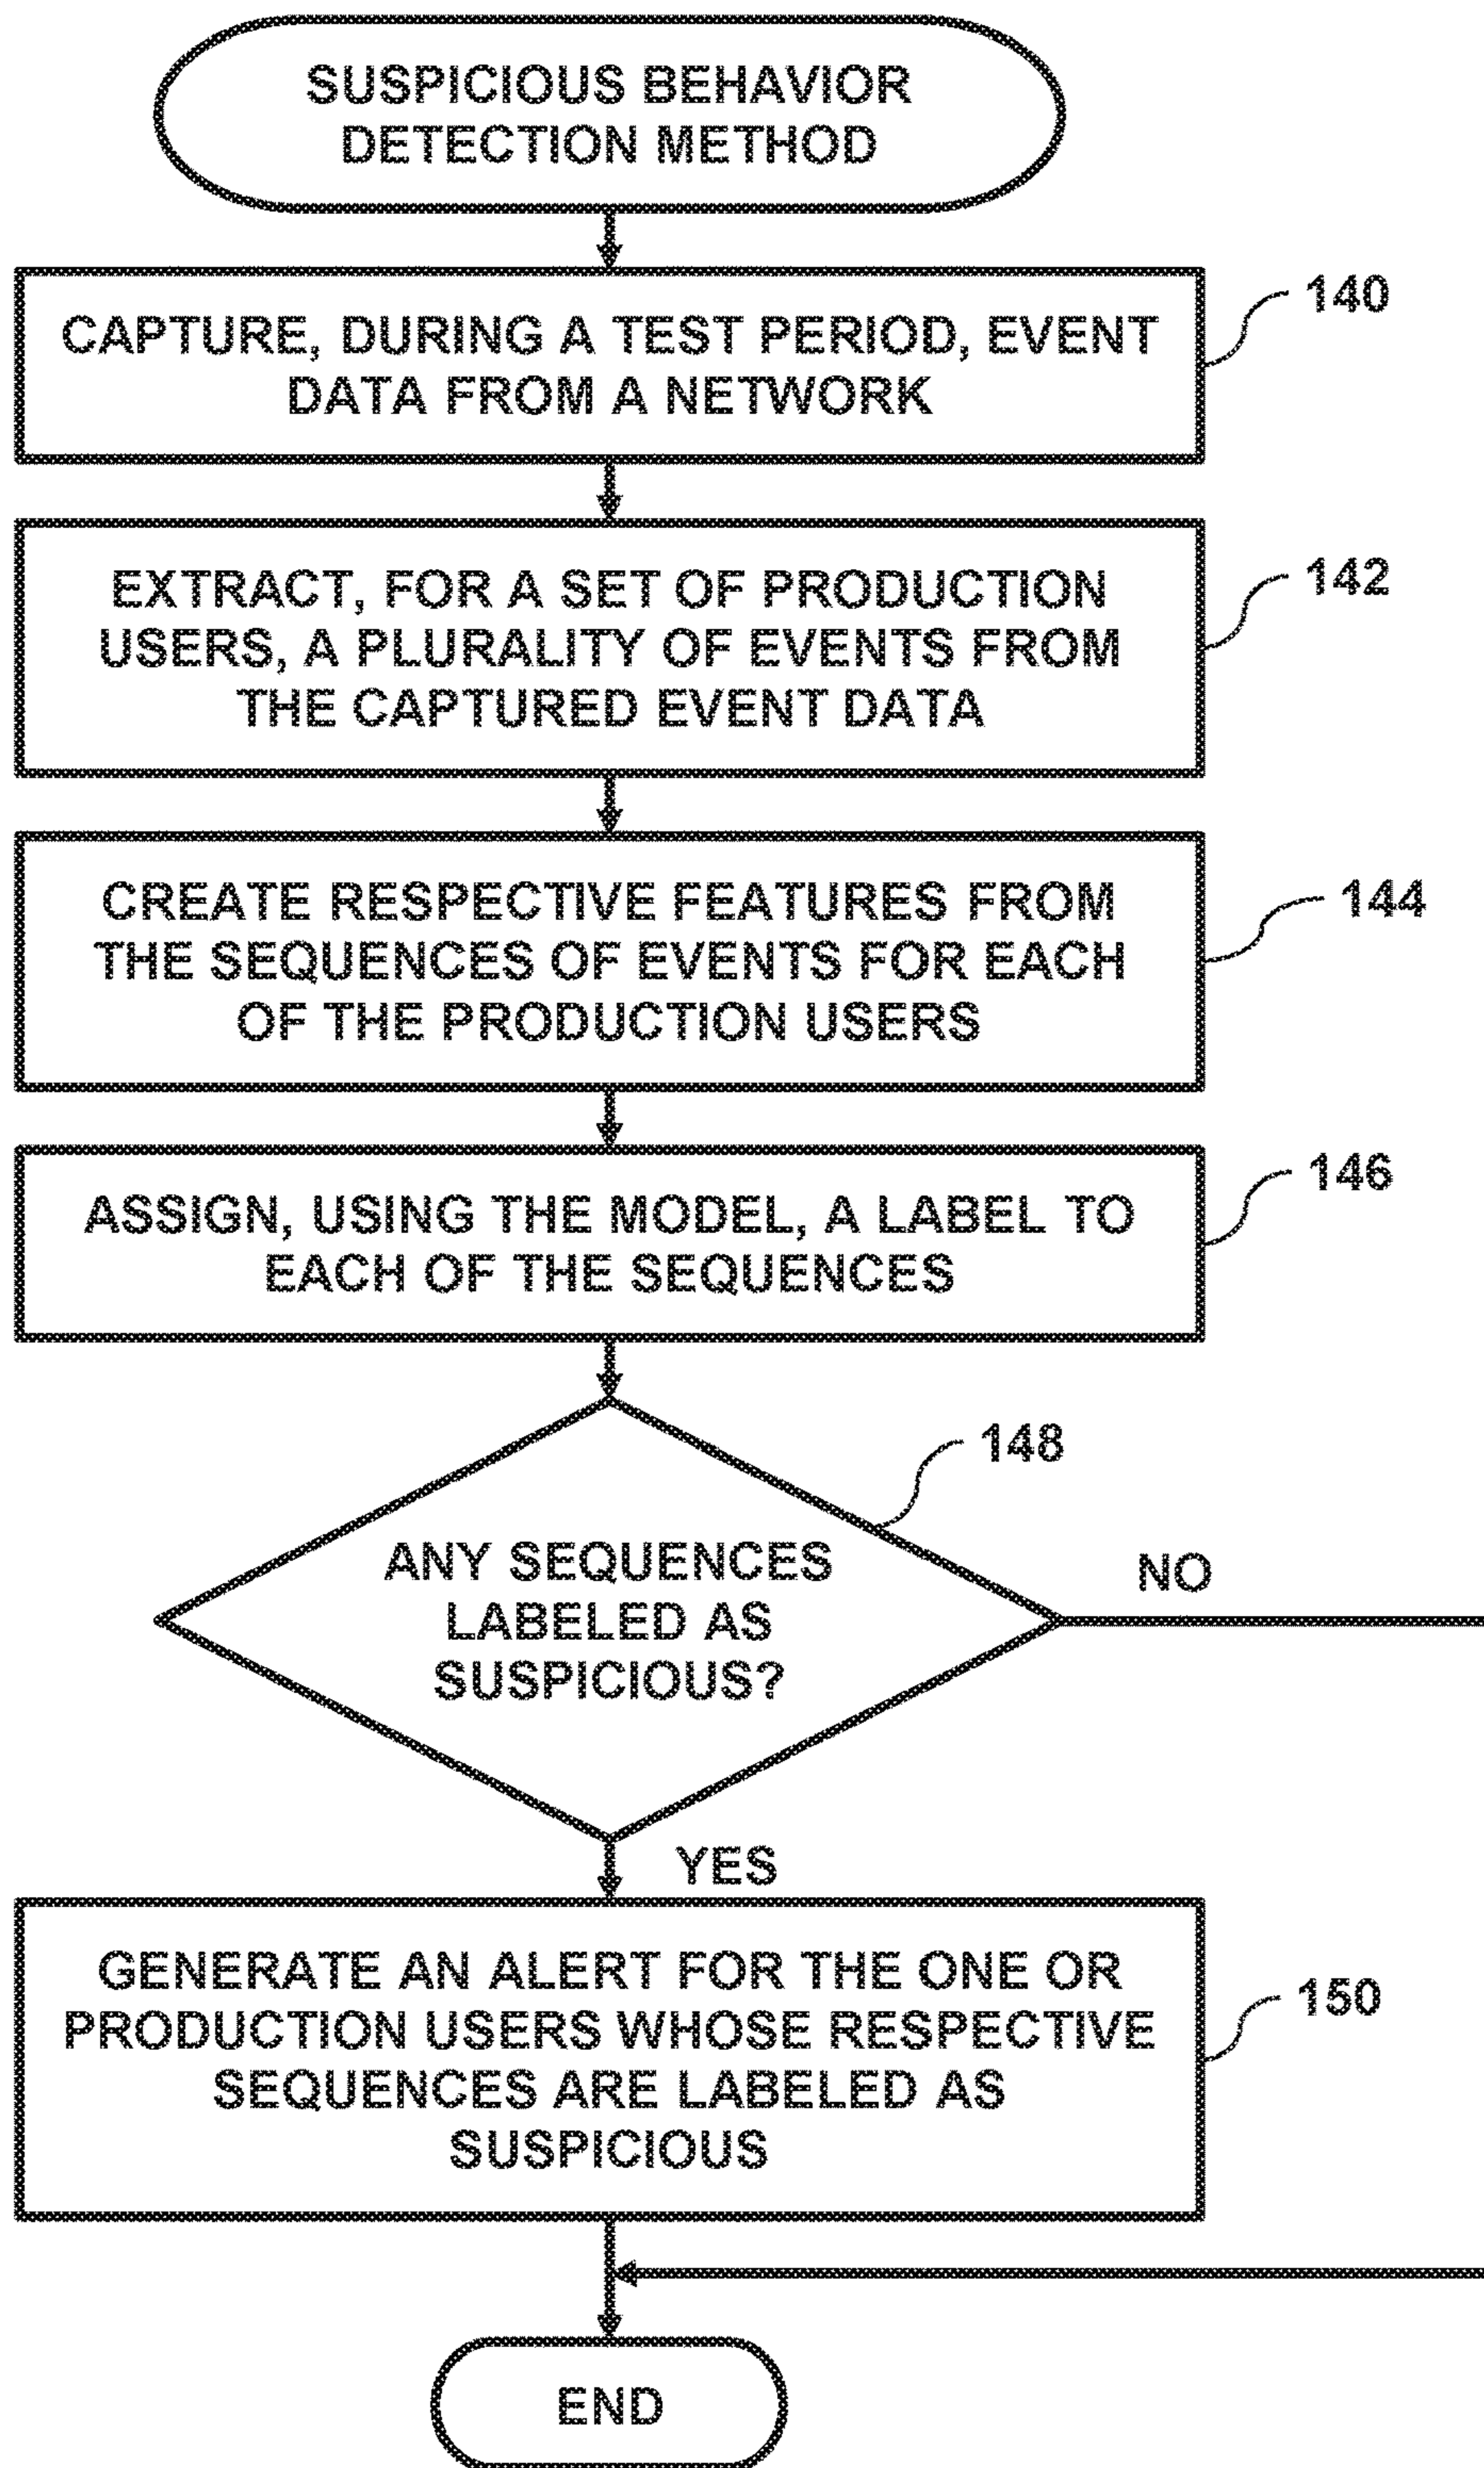 SUSPICIOUS BEHAVIOR
DETECTION METHOD
CAPTURE, DURING A TEST PERIOD, EVENT
DATA FROM A NETWORK
140
EXTRACT, FOR A SET OF PRODUCTION
USERS, A PLURALITY OF EVENTS FROM
THE CAPTURED EVENT DATA
142
CREATE RESPECTIVE FEATURES FROM
THE SEQUENCES OF EVENTS FOR EACH
OF THE PRODUCTION USERS
144
ASSIGN, USING THE MODEL, A LABEL TO
EACH OF THE SEQUENCES
146
ANY SEQUENCES
LABELED AS
SUSPICIOUS?
148
NO
YES
GENERATE AN ALERT FOR THE ONE OR
PRODUCTION USERS WHOSE RESPECTIVE
SEQUENCES ARE LABELED AS
SUSPICIOUS
150
END